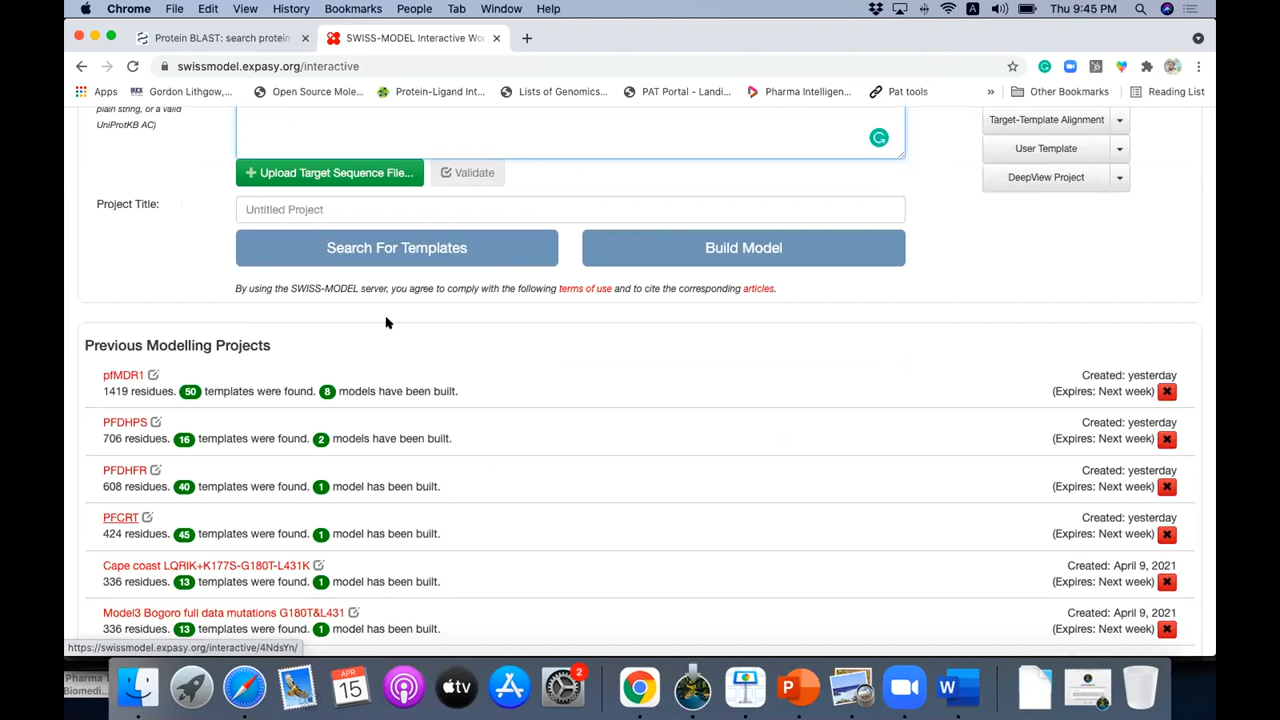 Chrome File Edit View History Bookmarks People Tab Window Help
A Thu 9:45 PM
Protein BLAST: search protein
SWISS-MODEL Interactive Wo
swissmodel.expasy.org/interactive
Apps Gordon Lithgow,... Open Source Mole... Protein-Ligand Int... Lists of Genomics... PAT Portal - Landi... Pharma Intelligen... Pat tools » Other Bookmarks Reading List
plain string, or a valid
UniProtKB AC)
Target-Template Alignment
User Template
DeepView Project
+ Upload Target Sequence File...
Validate
Project Title:
Untitled Project
Search For Templates
Build Model
By using the SWISS-MODEL server, you agree to comply with the following terms of use and to cite the corresponding articles.
Previous Modelling Projects
pfMDR1
Created: yesterday
1419 residues. 50 templates were found. 8 models have been built.
(Expires: Next week)
PFDHPS
Created: yesterday
706 residues. 16 templates were found. 2 models have been built.
(Expires: Next week)
PFDHFR
Created: yesterday
608 residues. 40 templates were found. 1 model has been built.
(Expires: Next week)
PFCRT
Created: yesterday
424 residues. 45 templates were found. 1 model has been built.
(Expires: Next week)
Cape coast LQRIK+K177S-G180T-L431K
Created: April 9, 2021
336 residues. 13 templates were found. 1 model has been built.
(Expires: Next week)
Model3 Bogoro full data mutations G180T&L431
Created: April 9, 2021
336 residues. 13 templates were found. 1 model has been built.
(Expires: Next week)
https://swissmodel.expasy.org/interactive/4NdsYn/
Pharma
Biomedi
APR
15
tv
2
P
W